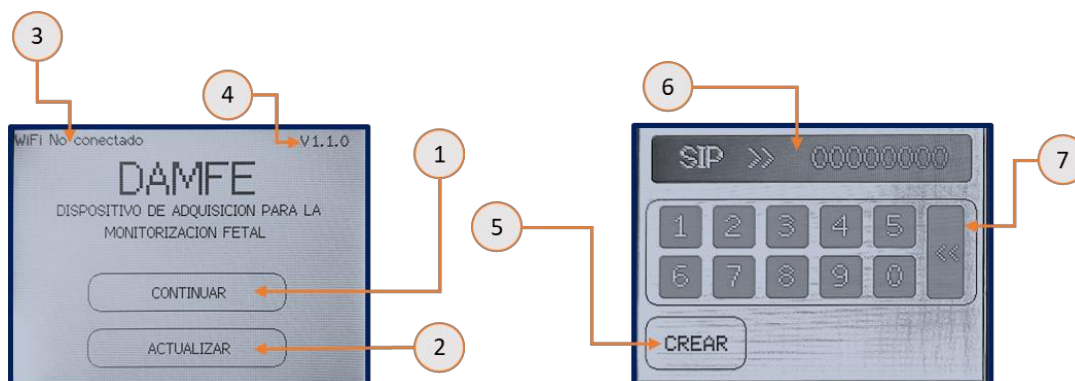 3
4
WiFi No conectado
V1.1.0
DAMFE
DISPOSITIVO DE ADQUISICION PARA LA
MONITORIZACION FETAL
CONTINUAR
ACTUALIZAR
1
2
6
7
5
SIP >> 00000000
1 2 3 4 5 <<
6 7 8 9 0
CREAR